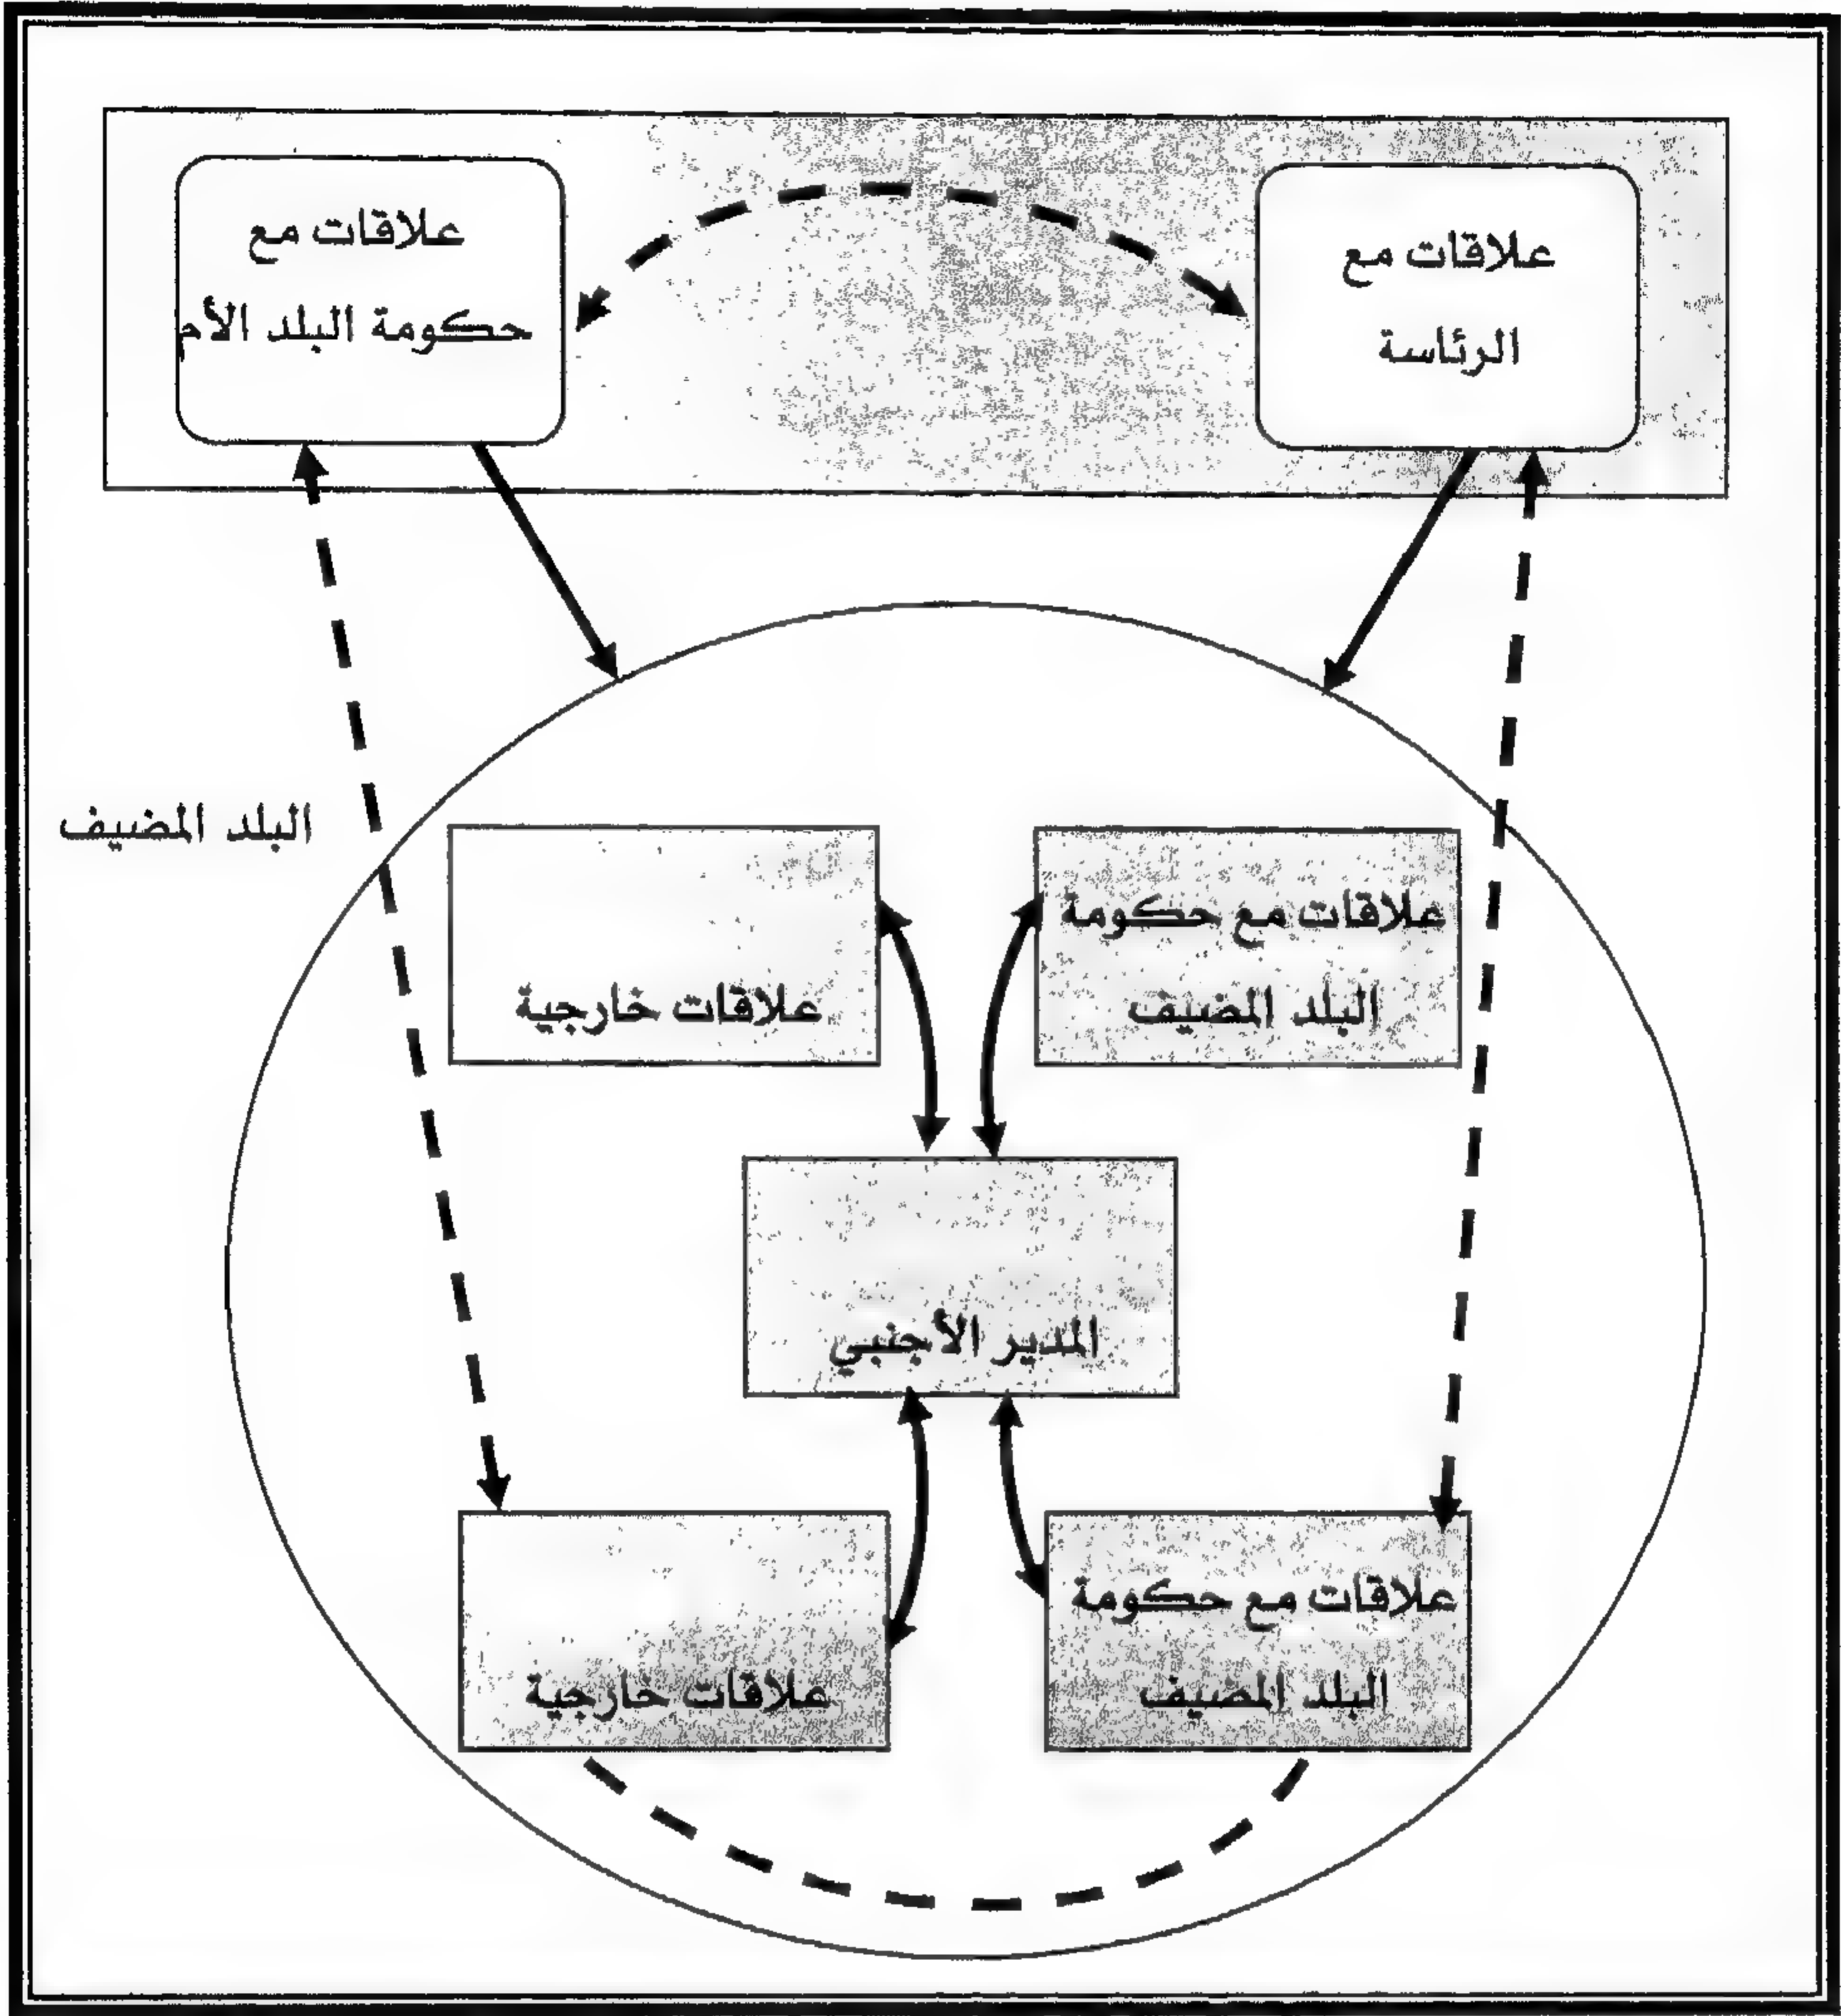 علاقات مع
الرئاسة
علاقات مع
حكومة البلد الأم
البلد المضيف
علاقات مع حكومة
البلد المضيف
علاقات خارجية
المدير الأجنبي
علاقات مع حكومة
البلد المضيف
علاقات خارجية